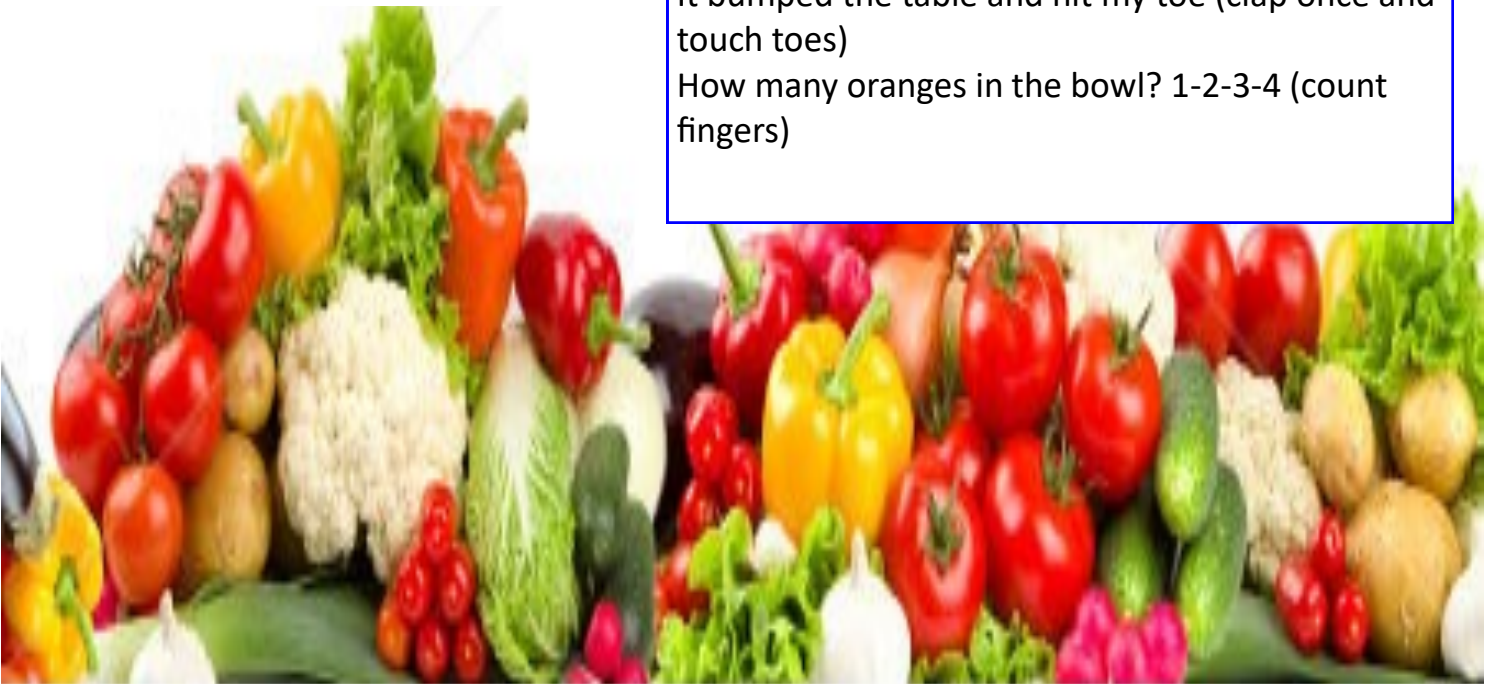 It bumped the table and hit my toe (clap once and
touch toes)
How many oranges in the bowl? 1-2-3-4 (count
fingers)